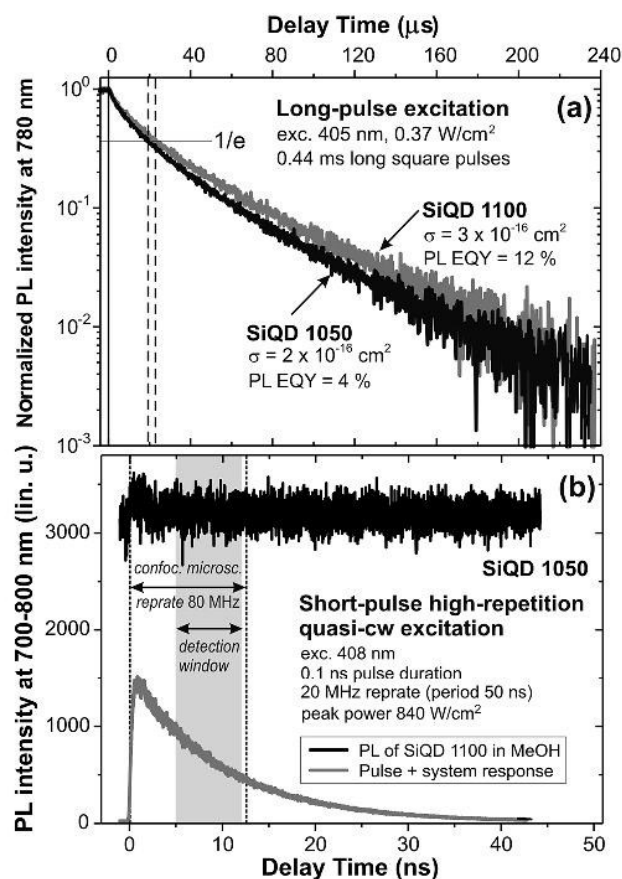 Delay Time (μs)
0 40 80 120 160 200 240
Normalized PL intensity at 780 nm
10⁰
10⁻¹
10⁻²
10⁻³
(a)
Long-pulse excitation
exc. 405 nm, 0.37 W/cm²
0.44 ms long square pulses
1/e
SiQD 1100
σ = 3 x 10⁻¹⁶ cm²
PL EQY = 12 %
SiQD 1050
σ = 2 x 10⁻¹⁶ cm²
PL EQY = 4 %
PL intensity at 700-800 nm (lin. u.)
3000
2000
1500
1000
0
(b)
SiQD 1050
confoc. microsc.
reprate 80 MHz
detection
window
Short-pulse high-repetition
quasi-cw excitation
exc. 408 nm
0.1 ns pulse duration
20 MHz reprate (period 50 ns)
peak power 840 W/cm²
PL of SiQD 1100 in MeOH
Pulse + system response
0 10 20 30 40 50
Delay Time (ns)